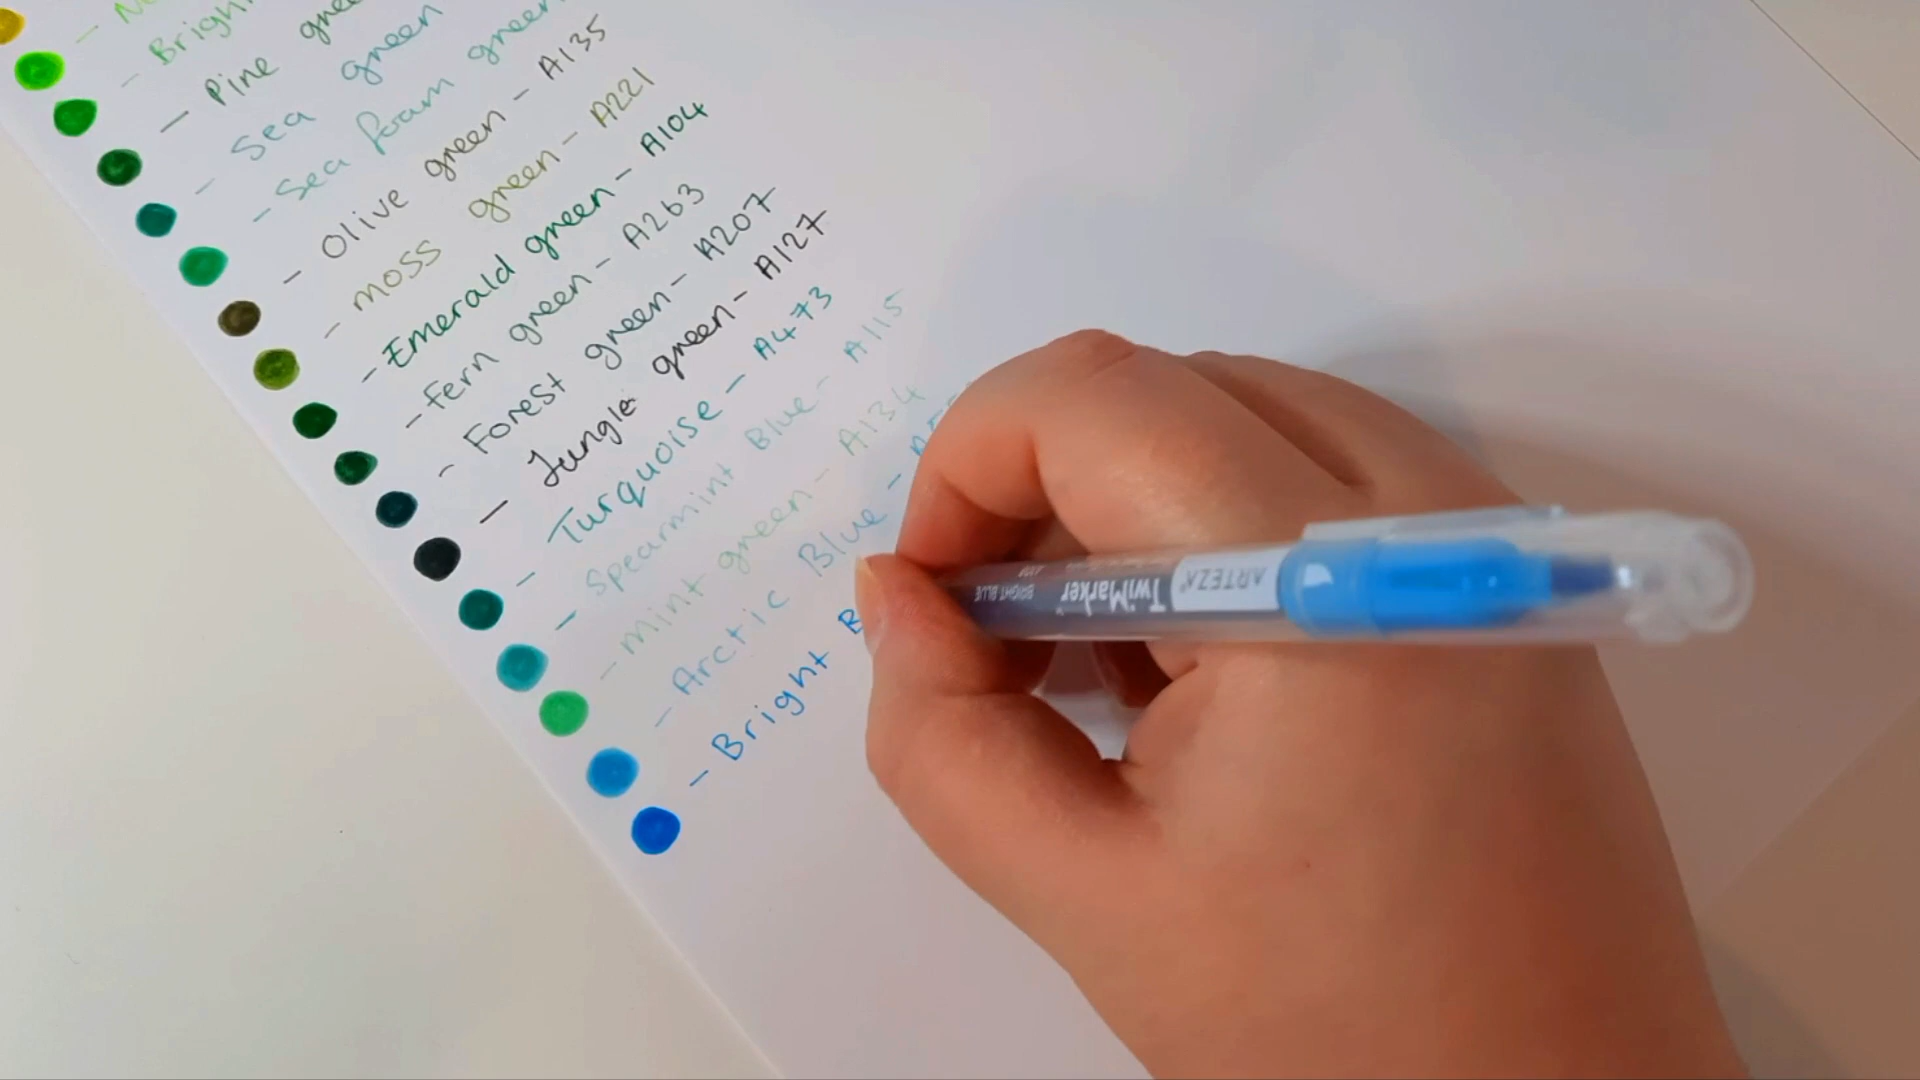 - Bright
- Pine green
- Sea green
- Sea foam green
- Olive green - A135
- moss green - A221
- Emerald green - A104
- Fern green - A263
- Forest green - A207
- Jungle green - A127
- Turquoise - A473
- Spearmint Blue - A115
- mint green - A134
- Arctic Blue -
- Bright B
ARTEZA TwiMarker
BRIGHT BLUE